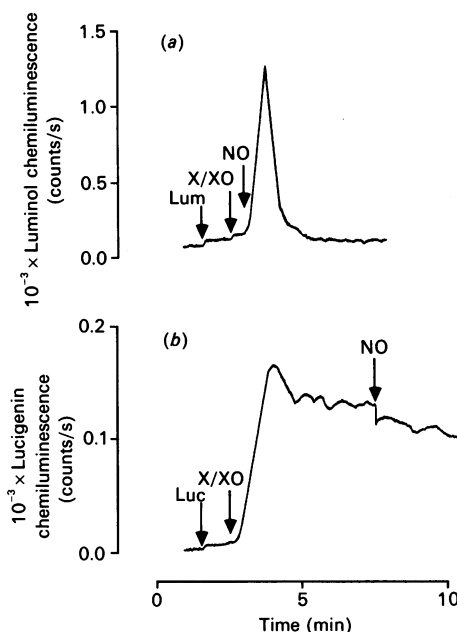 (a)
1.5
1.0
0.5
0.0
10⁻³ × Luminol chemiluminescence
(counts/s)
NO
X/XO
Lum
(b)
0.2
0.1
0.0
10⁻³ × Lucigenin
chemiluminescence
(counts/s)
NO
X/XO
Luc
0 5 10
Time (min)